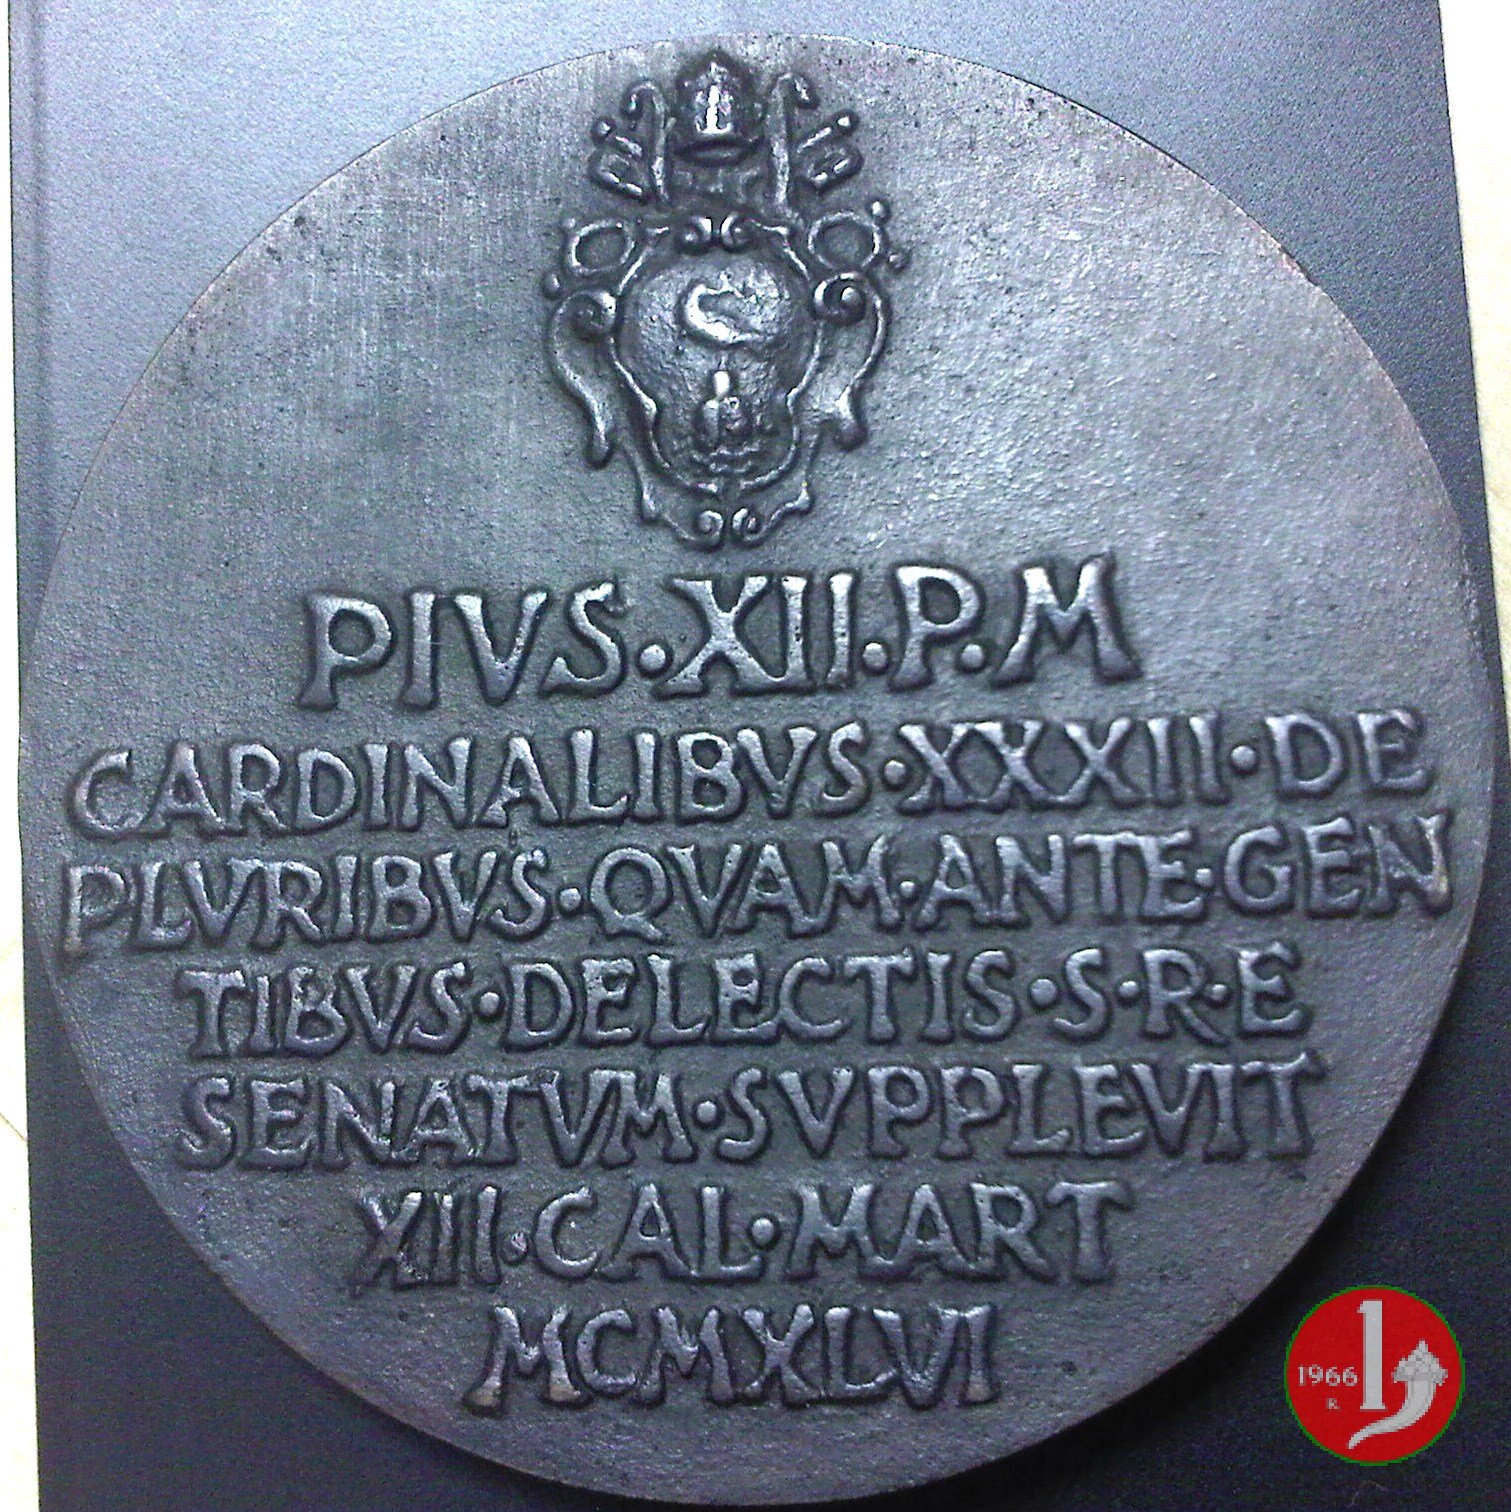 PIVS·XII·P·M
CARDINALIBVS·XXXII·DE
PLVRIBVS·QVAM·ANTE·GEN
TIBVS·DELECTIS·S·R·E
SENATVM·SVPPLEVIT
XII·CAL·MART
MCMXLVI
1966
R